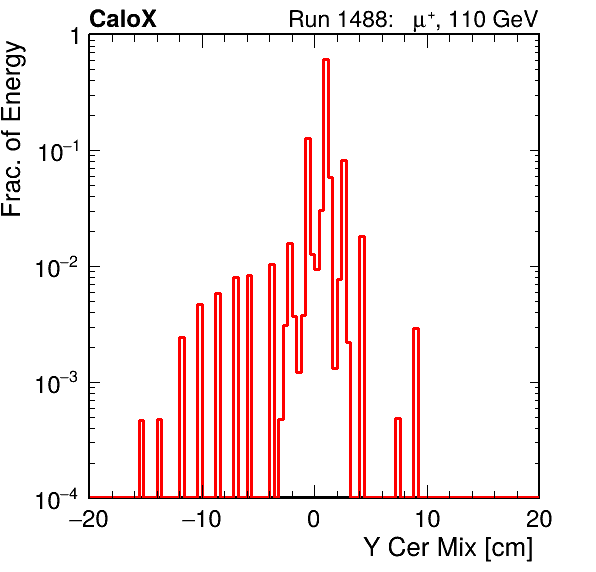 CaloX Run 1488: μ⁺, 110 GeV
Frac. of Energy
1
10⁻¹
10⁻²
10⁻³
10⁻⁴
−20 −10 0 10 20
Y Cer Mix [cm]